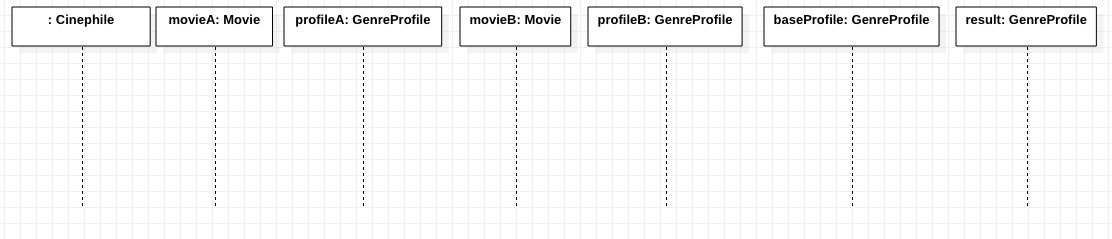 : Cinephile
movieA: Movie
profileA: GenreProfile
movieB: Movie
profileB: GenreProfile
baseProfile: GenreProfile
result: GenreProfile